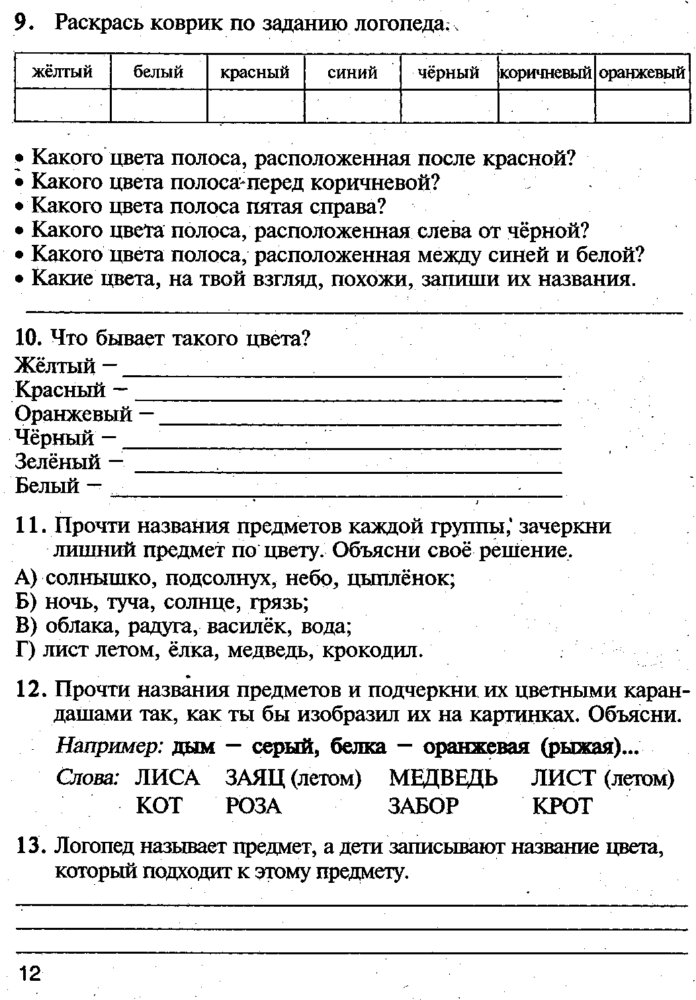 9. Раскрась коврик по заданию логопеда.
жёлтый белый красный синий чёрный коричневый оранжевый
• Какого цвета полоса, расположенная после красной?
• Какого цвета полоса перед коричневой?
• Какого цвета полоса пятая справа?
• Какого цвета полоса, расположенная слева от чёрной?
• Какого цвета полоса, расположенная между синей и белой?
• Какие цвета, на твой взгляд, похожи, запиши их названия.
10. Что бывает такого цвета?
Жёлтый –
Красный –
Оранжевый –
Чёрный –
Зелёный –
Белый –
11. Прочти названия предметов каждой группы, зачеркни
лишний предмет по цвету. Объясни своё решение.
А) солнышко, подсолнух, небо, цыплёнок;
Б) ночь, туча, солнце, грязь;
В) облака, радуга, василёк, вода;
Г) лист летом, ёлка, медведь, крокодил.
12. Прочти названия предметов и подчеркни их цветными каран-
дашами так, как ты бы изобразил их на картинках. Объясни.
Например: дым – серый, белка – оранжевая (рыжая)...
Слова: ЛИСА ЗАЯЦ (летом) МЕДВЕДЬ ЛИСТ (летом)
КОТ РОЗА ЗАБОР КРОТ
13. Логопед называет предмет, а дети записывают название цвета,
который подходит к этому предмету.
12